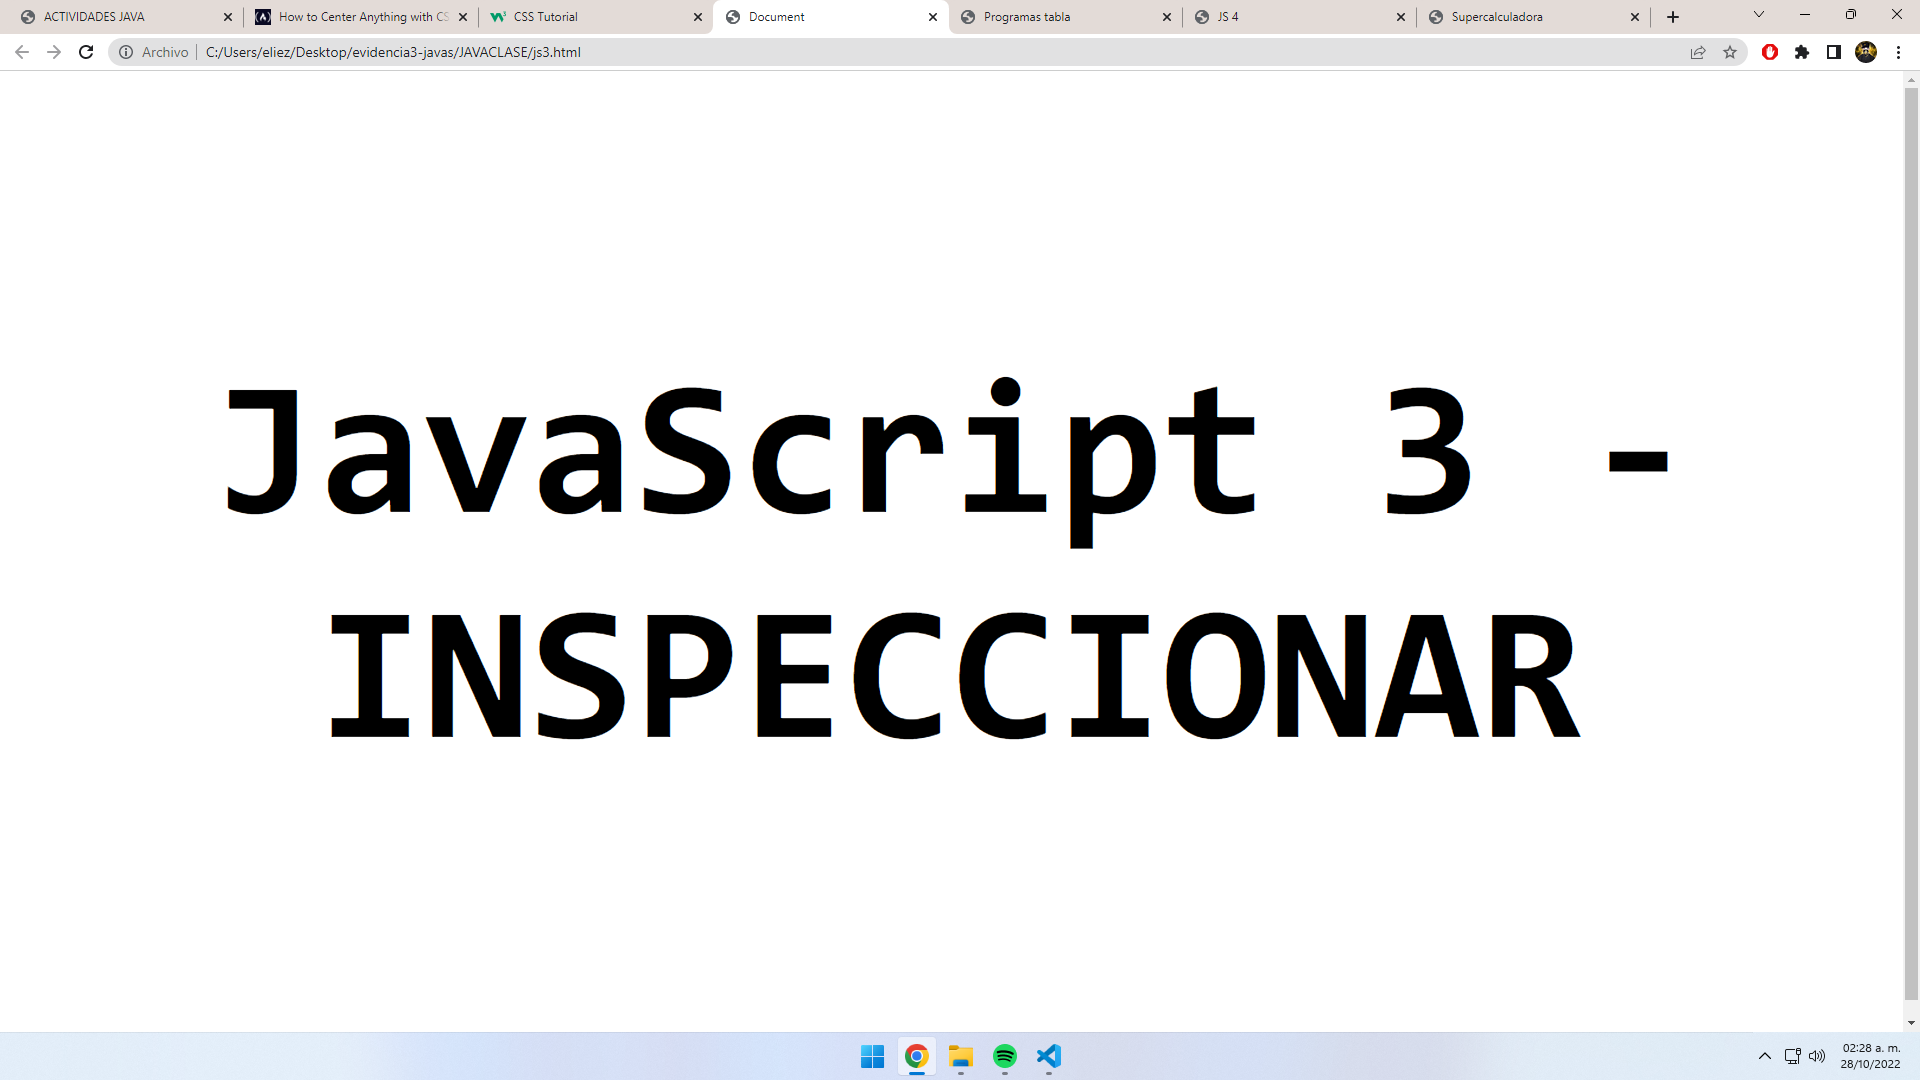 ACTIVIDADES JAVA
How to Center Anything with CS
CSS Tutorial
Document
Programas tabla
JS 4
Supercalculadora
Archivo
C:/Users/eliez/Desktop/evidencia3-javas/JAVACLASE/js3.html
JavaScript 3 -
INSPECCIONAR
02:28 a. m.
28/10/2022